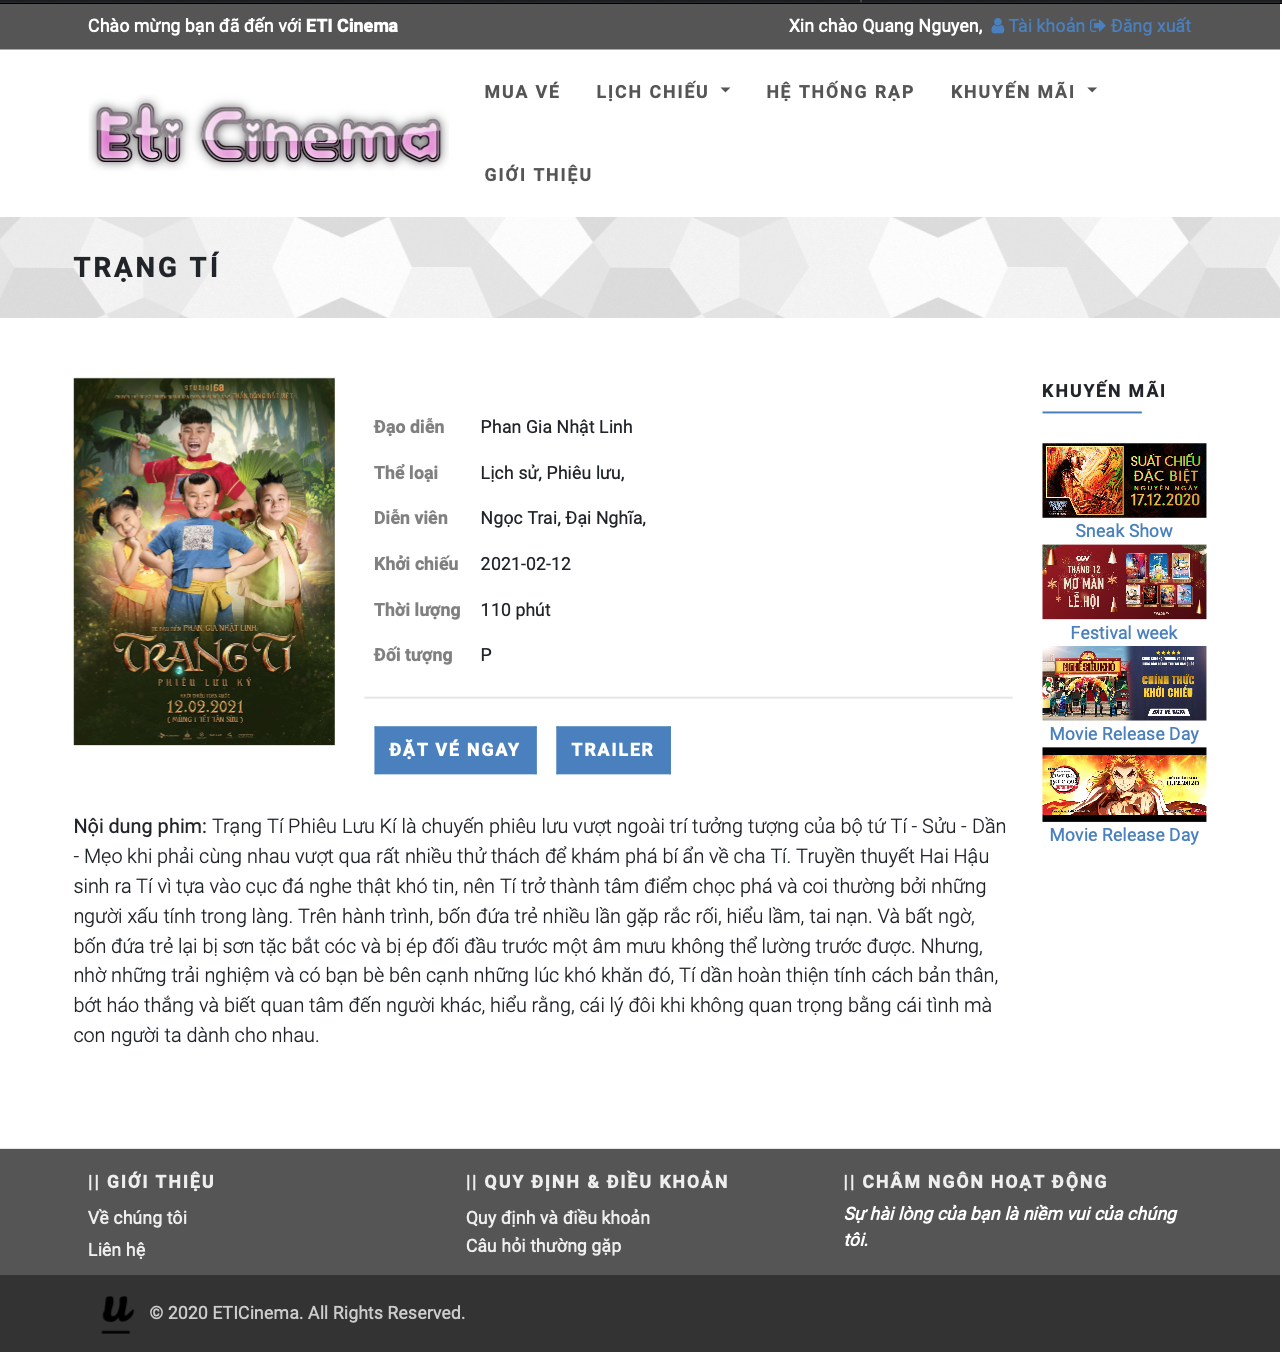 Chào mừng bạn đã đến với ETI Cinema
Xin chào Quang Nguyen, Tài khoản Đăng xuất
Eti Cinema
MUA VÉ LỊCH CHIẾU HỆ THỐNG RẠP KHUYẾN MÃI
GIỚI THIỆU
TRẠNG TÍ
STUDIO68
TRẠNG TÍ
PHIÊU LƯU KÝ
12.02.2021
( MÙNG 1 TẾT TÂN SỬU )
Đạo diễn Phan Gia Nhật Linh
Thể loại Lịch sử, Phiêu lưu,
Diễn viên Ngọc Trai, Đại Nghĩa,
Khởi chiếu 2021-02-12
Thời lượng 110 phút
Đối tượng P
ĐẶT VÉ NGAY TRAILER
KHUYẾN MÃI
SUẤT CHIẾU
ĐẶC BIỆT
NGUYÊN NGÀY
17.12.2020
Sneak Show
CGV
THÁNG 12
MỞ MÀN
LỄ HỘI
Festival week
NGHỀ SIÊU KHÓ
CHÍNH THỨC
KHỞI CHIẾU
Movie Release Day
11.12.2020
Movie Release Day
Nội dung phim: Trạng Tí Phiêu Lưu Kí là chuyến phiêu lưu vượt ngoài trí tưởng tượng của bộ tứ Tí - Sửu - Dần
- Mẹo khi phải cùng nhau vượt qua rất nhiều thử thách để khám phá bí ẩn về cha Tí. Truyền thuyết Hai Hậu
sinh ra Tí vì tựa vào cục đá nghe thật khó tin, nên Tí trở thành tâm điểm chọc phá và coi thường bởi những
người xấu tính trong làng. Trên hành trình, bốn đứa trẻ nhiều lần gặp rắc rối, hiểu lầm, tai nạn. Và bất ngờ,
bốn đứa trẻ lại bị sơn tặc bắt cóc và bị ép đối đầu trước một âm mưu không thể lường trước được. Nhưng,
nhờ những trải nghiệm và có bạn bè bên cạnh những lúc khó khăn đó, Tí dần hoàn thiện tính cách bản thân,
bớt háo thắng và biết quan tâm đến người khác, hiểu rằng, cái lý đôi khi không quan trọng bằng cái tình mà
con người ta dành cho nhau.
|| GIỚI THIỆU
Về chúng tôi
Liên hệ
|| QUY ĐỊNH & ĐIỀU KHOẢN
Quy định và điều khoản
Câu hỏi thường gặp
|| CHÂM NGÔN HOẠT ĐỘNG
Sự hài lòng của bạn là niềm vui của chúng
tôi.
u © 2020 ETICinema. All Rights Reserved.